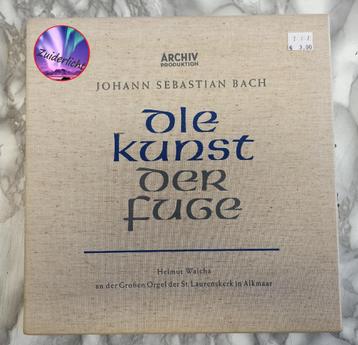 Zuiderlicht
ARCHIV
PRODUKTION
€ 3,00
JOHANN SEBASTIAN BACH
Die
kunst
der
fuge
Helmut Walcha
an der Großen Orgel der St. Laurenskerk in Alkmaar